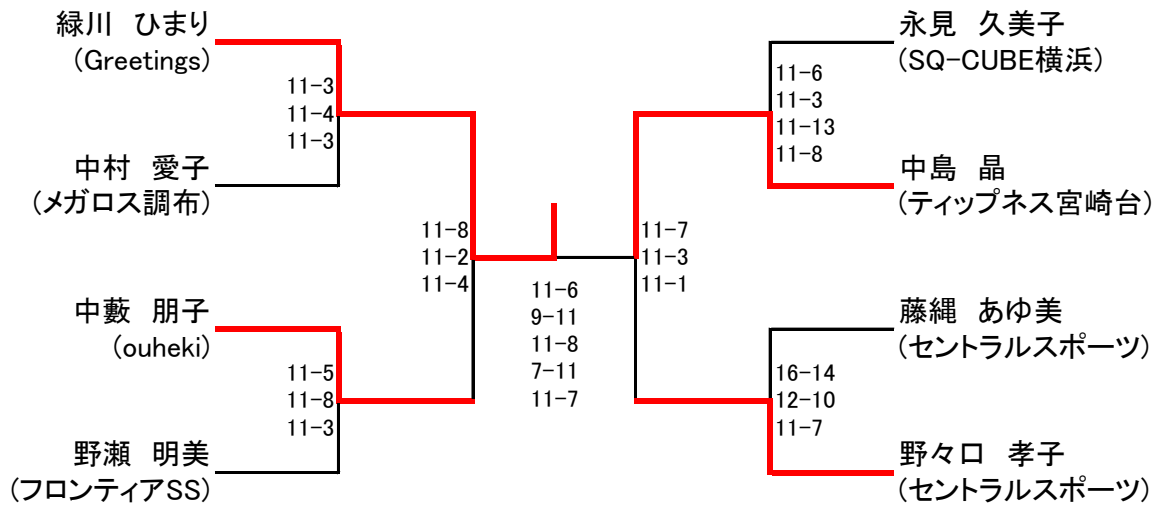 緑川　ひまり
(Greetings)
11-3
11-4
11-3
中村　愛子
(メガロス調布)
11-8
11-2
11-4
中藪　朋子
(ouheki)
11-5
11-8
11-3
野瀬　明美
(フロンティアSS)
11-6
9-11
11-8
7-11
11-7
永見　久美子
(SQ-CUBE横浜)
11-6
11-3
11-13
11-8
中島　晶
(ティップネス宮崎台)
11-7
11-3
11-1
藤縄　あゆ美
(セントラルスポーツ)
16-14
12-10
11-7
野々口　孝子
(セントラルスポーツ)